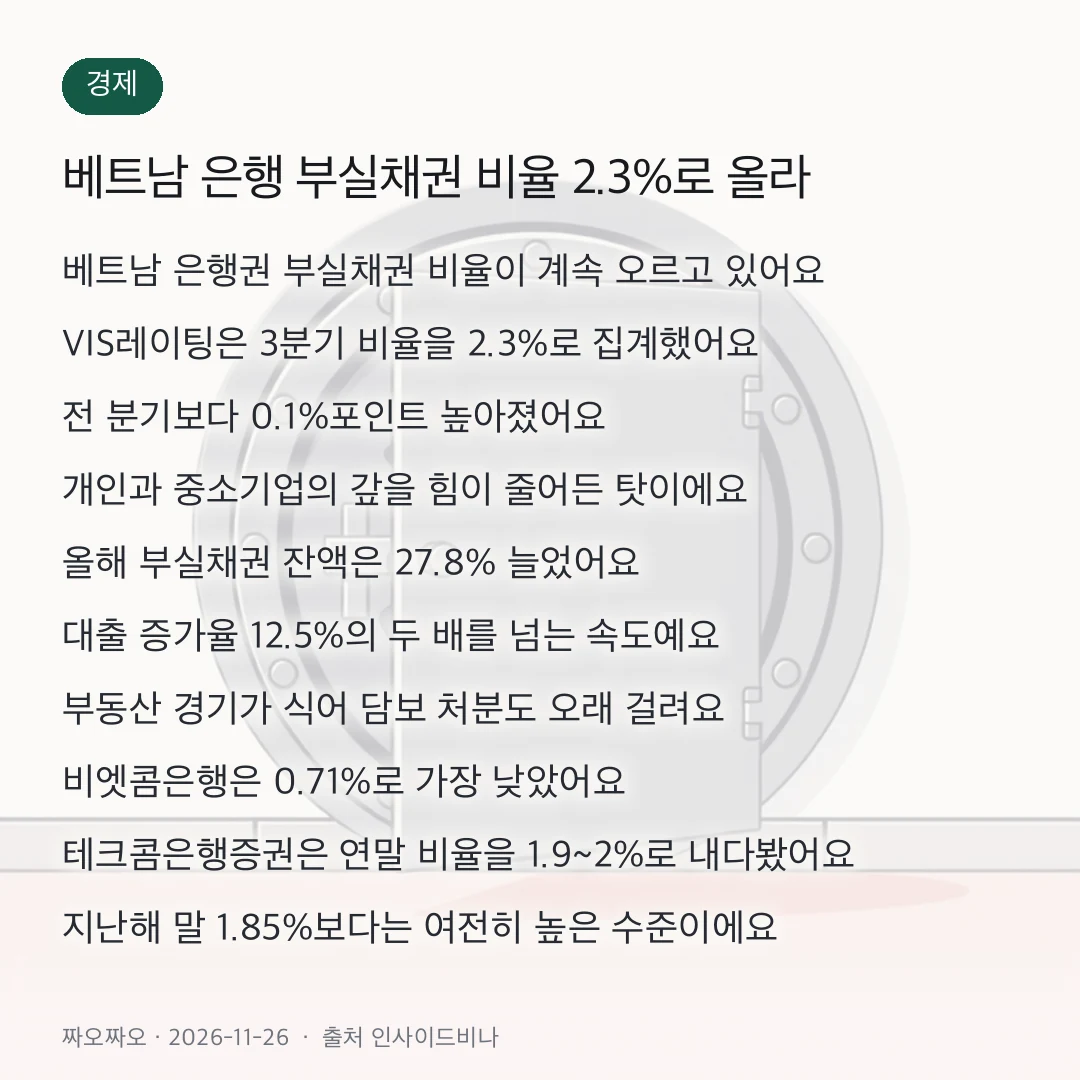 경제
베트남 은행 부실채권 비율 2.3%로 올라
베트남 은행권 부실채권 비율이 계속 오르고 있어요
VIS레이팅은 3분기 비율을 2.3%로 집계했어요
전 분기보다 0.1%포인트 높아졌어요
개인과 중소기업의 갚을 힘이 줄어든 탓이에요
올해 부실채권 잔액은 27.8% 늘었어요
대출 증가율 12.5%의 두 배를 넘는 속도예요
부동산 경기가 식어 담보 처분도 오래 걸려요
비엣콤은행은 0.71%로 가장 낮았어요
테크콤은행증권은 연말 비율을 1.9~2%로 내다봤어요
지난해 말 1.85%보다는 여전히 높은 수준이에요
짜오짜오 · 2026-11-26 · 출처 인사이드비나